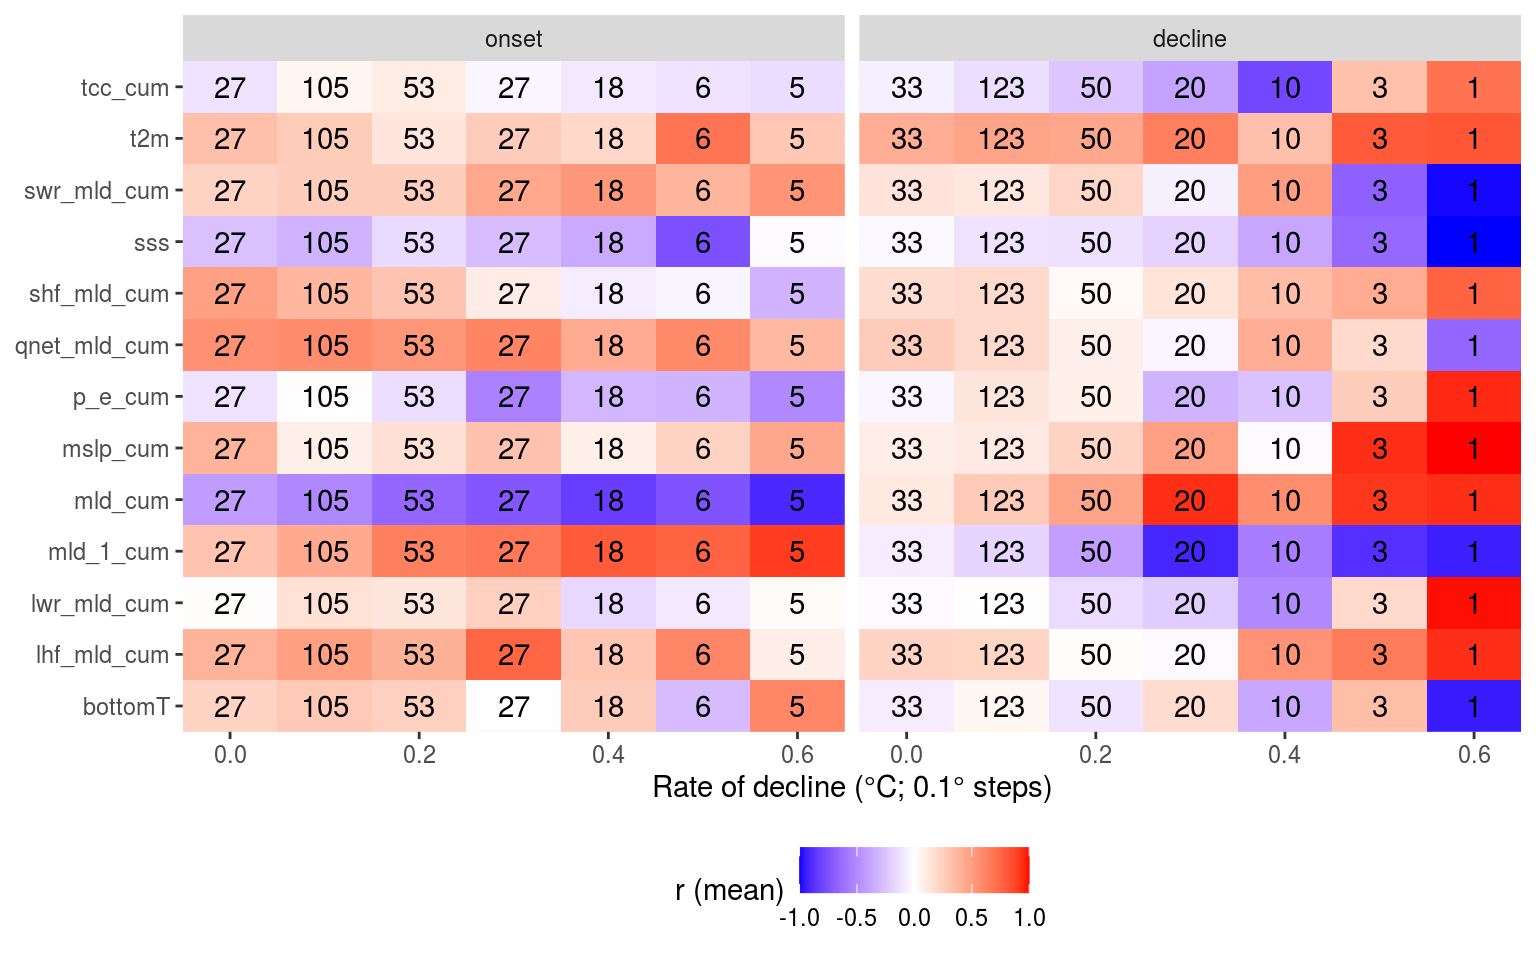 onset decline
tcc_cum 27 105 53 27 18 6 5 33 123 50 20 10 3 1
t2m 27 105 53 27 18 6 5 33 123 50 20 10 3 1
swr_mld_cum 27 105 53 27 18 6 5 33 123 50 20 10 3 1
sss 27 105 53 27 18 6 5 33 123 50 20 10 3 1
shf_mld_cum 27 105 53 27 18 6 5 33 123 50 20 10 3 1
qnet_mld_cum 27 105 53 27 18 6 5 33 123 50 20 10 3 1
p_e_cum 27 105 53 27 18 6 5 33 123 50 20 10 3 1
mslp_cum 27 105 53 27 18 6 5 33 123 50 20 10 3 1
mld_cum 27 105 53 27 18 6 5 33 123 50 20 10 3 1
mld_1_cum 27 105 53 27 18 6 5 33 123 50 20 10 3 1
lwr_mld_cum 27 105 53 27 18 6 5 33 123 50 20 10 3 1
lhf_mld_cum 27 105 53 27 18 6 5 33 123 50 20 10 3 1
bottomT 27 105 53 27 18 6 5 33 123 50 20 10 3 1
0.0 0.2 0.4 0.6 0.0 0.2 0.4 0.6
Rate of decline (°C; 0.1° steps)
r (mean)
-1.0 -0.5 0.0 0.5 1.0